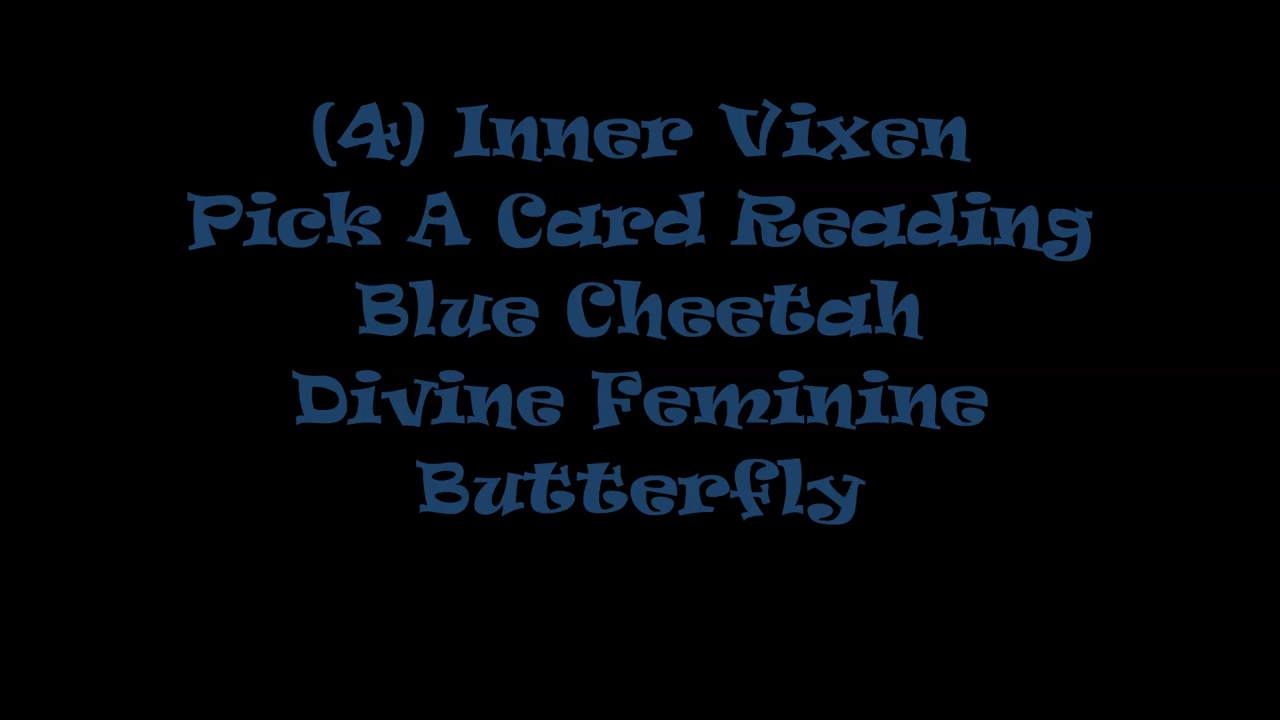 (4) Inner Vixen
Pick A Card Reading
Blue Cheetah
Divine Feminine
Butterfly